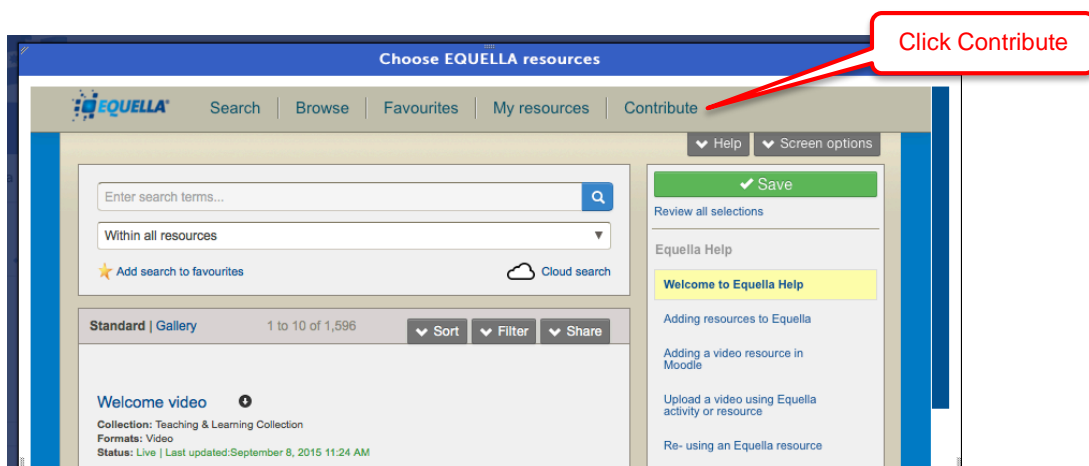 Click Contribute
Choose EQUELLA resources
EQUELLA
Search
Browse
Favourites
My resources
Contribute
Help
Screen options
Enter search terms...
Within all resources
Add search to favourites
Cloud search
Standard | Gallery
1 to 10 of 1,596
Sort
Filter
Share
Welcome video
Collection: Teaching & Learning Collection
Formats: Video
Status: Live | Last updated:September 8, 2015 11:24 AM
Save
Review all selections
Equella Help
Welcome to Equella Help
Adding resources to Equella
Adding a video resource in
Moodle
Upload a video using Equella
activity or resource
Re- using an Equella resource